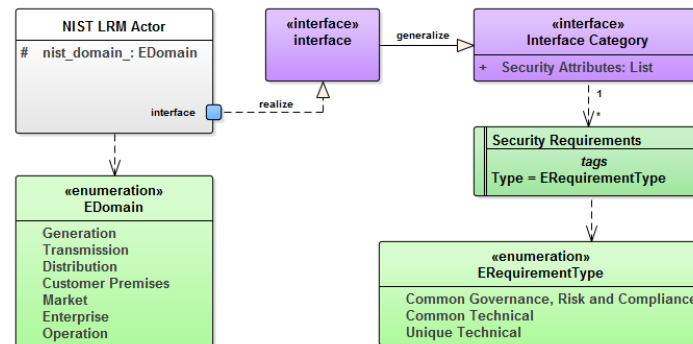 NIST LRM Actor
# nist_domain_: EDomain
interface
realize
«interface»
interface
generalize
«interface»
Interface Category
+ Security Attributes: List
1
*
Security Requirements
tags
Type = ERequirementType
«enumeration»
EDomain
Generation
Transmission
Distribution
Customer Premises
Market
Enterprise
Operation
«enumeration»
ERequirementType
Common Governance, Risk and Compliance
Common Technical
Unique Technical